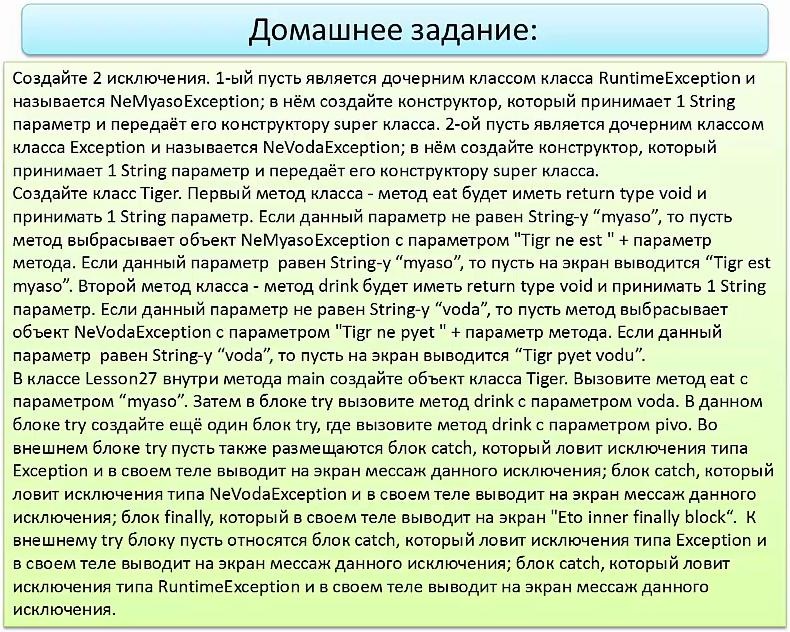 Домашнее задание:
Создайте 2 исключения. 1-ый пусть является дочерним классом класса RuntimeException и
называется NeMyasoException; в нём создайте конструктор, который принимает 1 String
параметр и передаёт его конструктору super класса. 2-ой пусть является дочерним классом
класса Exception и называется NeVodaException; в нём создайте конструктор, который
принимает 1 String параметр и передаёт его конструктору super класса.
Создайте класс Tiger. Первый метод класса - метод eat будет иметь return type void и
принимать 1 String параметр. Если данный параметр не равен String-у “myaso”, то пусть
метод выбрасывает объект NeMyasoException с параметром "Tigr ne est " + параметр
метода. Если данный параметр  равен String-у “myaso”, то пусть на экран выводится “Tigr est
myaso”. Второй метод класса - метод drink будет иметь return type void и принимать 1 String
параметр. Если данный параметр не равен String-у “voda”, то пусть метод выбрасывает
объект NeVodaException с параметром "Tigr ne pyet " + параметр метода. Если данный
параметр  равен String-у “voda”, то пусть на экран выводится “Tigr pyet vodu”.
В классе Lesson27 внутри метода main создайте объект класса Tiger. Вызовите метод eat с
параметром “myaso”. Затем в блоке try вызовите метод drink с параметром voda. В данном
блоке try создайте ещё один блок try, где вызовите метод drink с параметром pivo. Во
внешнем блоке try пусть также размещаются блок catch, который ловит исключения типа
Exception и в своем теле выводит на экран мессаж данного исключения; блок catch, который
ловит исключения типа NeVodaException и в своем теле выводит на экран мессаж данного
исключения; блок finally, который в своем теле выводит на экран "Eto inner finally block“.  К
внешнему try блоку пусть относятся блок catch, который ловит исключения типа Exception и
в своем теле выводит на экран мессаж данного исключения; блок catch, который ловит
исключения типа RuntimeException и в своем теле выводит на экран мессаж данного
исключения.